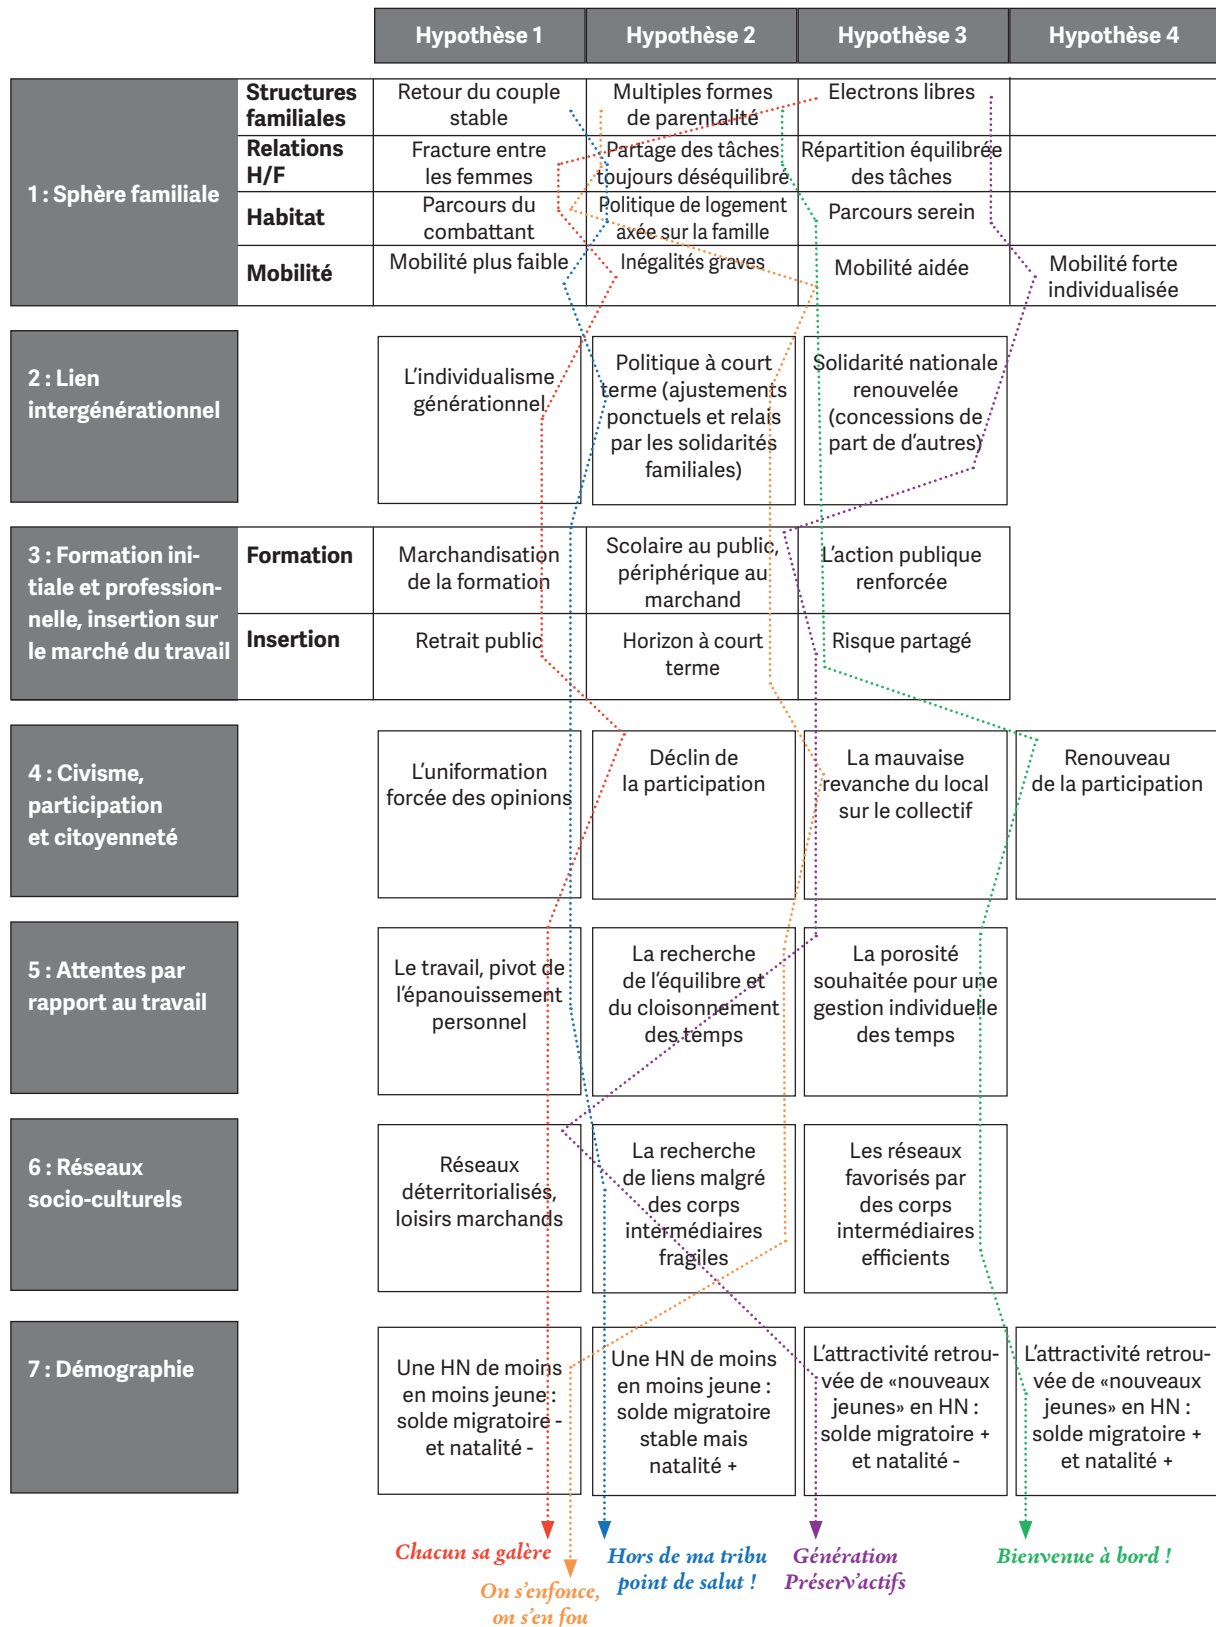 Hypothèse 1
Hypothèse 2
Hypothèse 3
Hypothèse 4
1 : Sphère familiale
Structures
familiales
Retour du couple
stable
Multiples formes
de parentalité
Electrons libres
Relations
H/F
Fracture entre
les femmes
Partage des tâches
toujours déséquilibré
Répartition équilibrée
des tâches
Habitat
Parcours du
combattant
Politique de logement
axée sur la famille
Parcours serein
Mobilité
Mobilité plus faible
Inégalités graves
Mobilité aidée
Mobilité forte
individualisée
2 : Lien
intergénérationnel
L'individualisme
générationnel
Politique à court
terme (ajustements
ponctuels et relais
par les solidarités
familiales)
Solidarité nationale
renouvelée
(concessions de
part de d'autres)
3 : Formation ini-
tiale et profession-
nelle, insertion sur
le marché du travail
Formation
Marchandisation
de la formation
Scolaire au public,
périphérique au
marchand
L'action publique
renforcée
Insertion
Retrait public
Horizon à court
terme
Risque partagé
4 : Civisme,
participation
et citoyenneté
L'uniformation
forcée des opinions
Déclin de
la participation
La mauvaise
revanche du local
sur le collectif
Renouveau
de la participation
5 : Attentes par
rapport au travail
Le travail, pivot de
l'épanouissement
personnel
La recherche
de l'équilibre et
du cloisonnement
des temps
La porosité
souhaitée pour une
gestion individuelle
des temps
6 : Réseaux
socio-culturels
Réseaux
déterritorialisés,
loisirs marchands
La recherche
de liens malgré
des corps
intermédiaires
fragiles
Les réseaux
favorisés par
des corps
intermédiaires
efficients
7 : Démographie
Une HN de moins
en moins jeune :
solde migratoire -
et natalité -
Une HN de moins
en moins jeune :
solde migratoire
stable mais
natalité +
L'attractivité retrou-
vée de «nouveaux
jeunes» en HN :
solde migratoire +
et natalité -
L'attractivité retrou-
vée de «nouveaux
jeunes» en HN :
solde migratoire +
et natalité +
Chacun sa galère
On s'enfonce,
on s'en fou
Hors de ma tribu
point de salut !
Génération
Préserv'actifs
Bienvenue à bord !